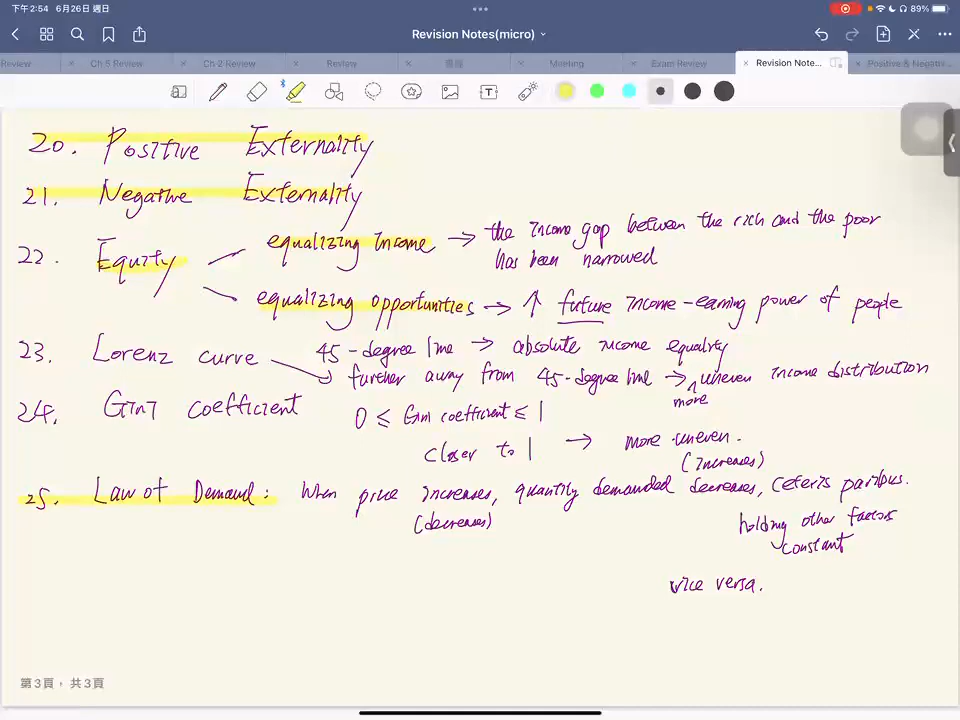 下午2:54 6月26日 週日
89%
Revision Notes(micro)
Review
Ch 5 Review
Ch 2 Review
Review
Meeting
Exam Review
Revision Note...
Positive & Negati...
20. Positive Externality
21. Negative Externality
22. Equity
equalizing income → the income gap between the rich and the poor
has been narrowed
equalizing opportunities → ↑ future income-earning power of people
23. Lorenz curve
45-degree line → absolute income equality
further away from 45-degree line → more uneven income distribution
24. Gini coefficient
0 ≤ Gini coefficient ≤ 1
closer to 1 → more uneven.
25. Law of Demand: When price increases, quantity demanded decreases, ceteris paribus.
(increases)
(decreases)
holding other factors
constant
vice versa.
第3頁，共3頁